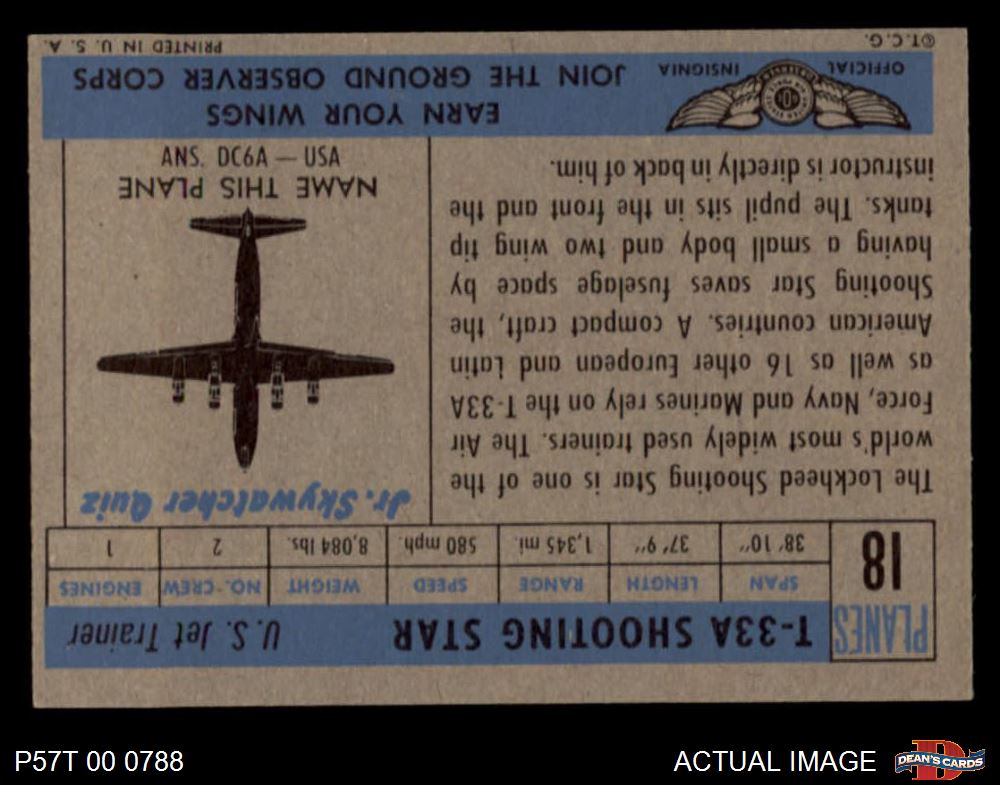 PLANES
18
T-33A SHOOTING STAR U. S. Jet Trainer
SPAN LENGTH RANGE SPEED WEIGHT NO.-CREW ENGINES
38' 10" 37' 9" 1,345 mi. 580 mph. 8,084 lbs. 2 1
The Lockheed Shooting Star is one of the
world's most widely used trainers. The Air
Force, Navy and Marines rely on the T-33A
as well as 16 other European and Latin
American countries. A compact craft, the
Shooting Star saves fuselage space by
having a small body and two wing tip
tanks. The pupil sits in the front and the
instructor is directly in back of him.
Jr. Skywatcher Quiz
NAME THIS PLANE
ANS. DC6A — USA
OFFICIAL INSIGNIA
EARN YOUR WINGS
JOIN THE GROUND OBSERVER CORPS
©T.C.G. PRINTED IN U. S. A.
P57T 00 0788
ACTUAL IMAGE
DEAN'S CARDS